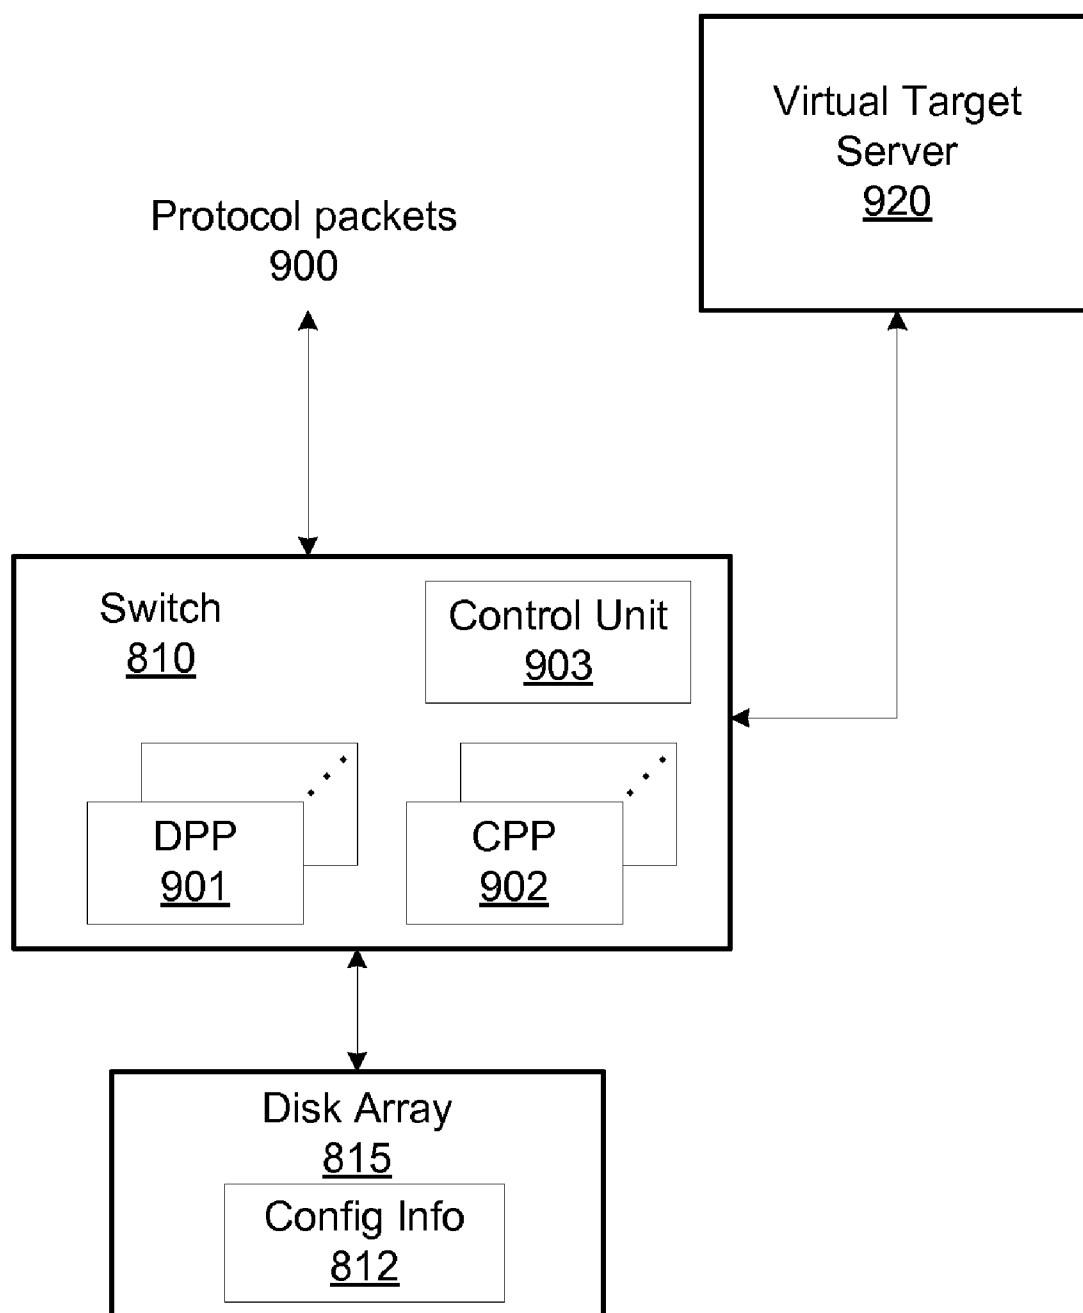 Virtual Target
Server
920
Protocol packets
900
Switch
810
Control Unit
903
DPP
901
CPP
902
Disk Array
815
Config Info
812